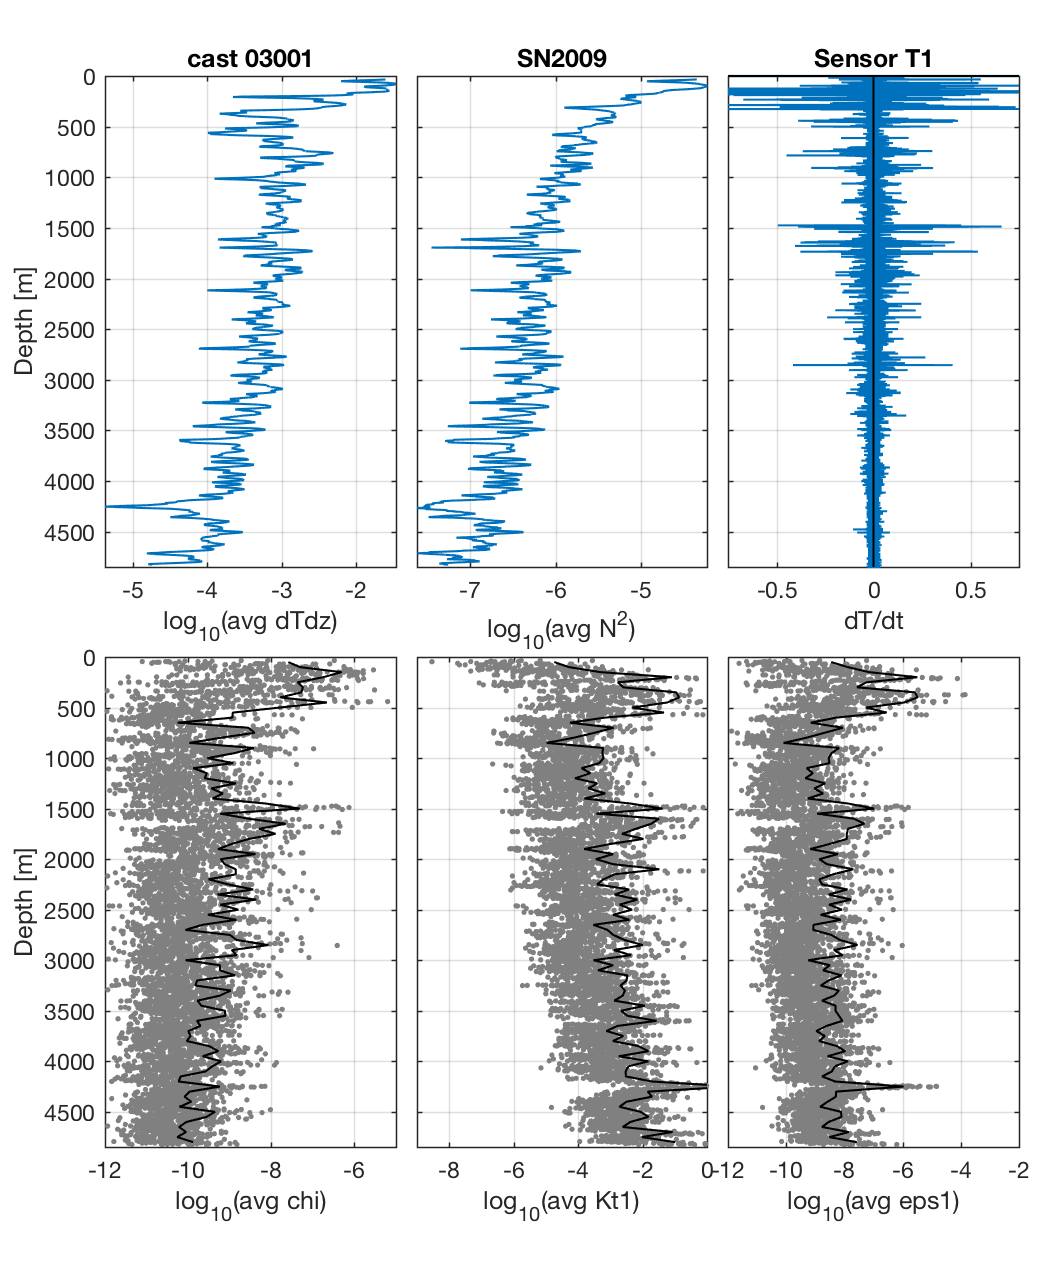 cast 03001 SN2009 Sensor T1
0
500
1000
1500
2000
2500
3000
3500
4000
4500
Depth [m]
-5 -4 -3 -2 -7 -6 -5 -0.5 0 0.5
log10(avg dTdz) log10(avg N2) dT/dt
0
500
1000
1500
2000
2500
3000
3500
4000
4500
Depth [m]
-12 -10 -8 -6 -8 -6 -4 -2 0 -12 -10 -8 -6 -4 -2
log10(avg chi) log10(avg Kt1) log10(avg eps1)